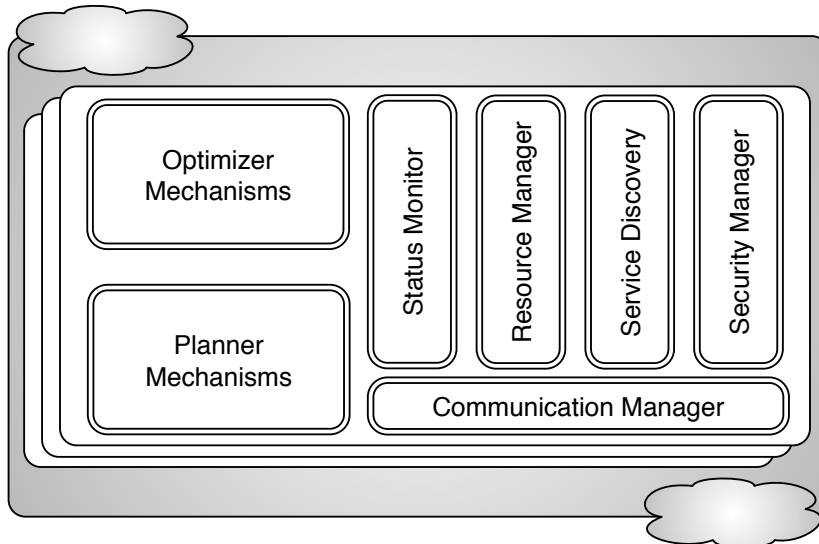 Optimizer
Mechanisms
Planner
Mechanisms
Status Monitor
Resource Manager
Service Discovery
Security Manager
Communication Manager